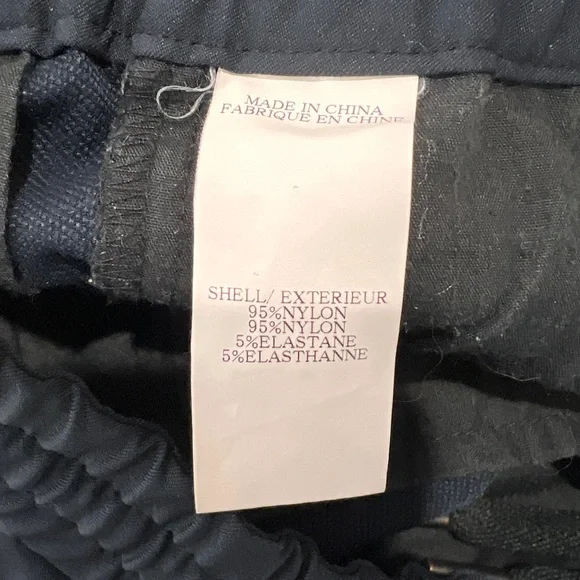 MADE IN CHINA
FABRIQUE EN CHINE
SHELL/ EXTERIEUR
95%NYLON
95%NYLON
5%ELASTANE
5%ELASTHANNE